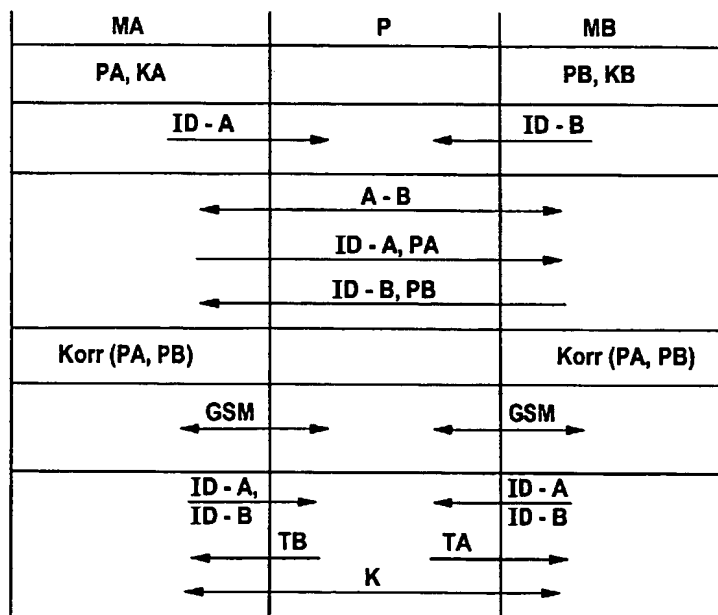 MA P MB
PA, KA PB, KB
ID - A ID - B
A - B
ID - A, PA
ID - B, PB
Korr (PA, PB) Korr (PA, PB)
GSM GSM
ID - A, ID - A
ID - B ID - B
TB TA
K